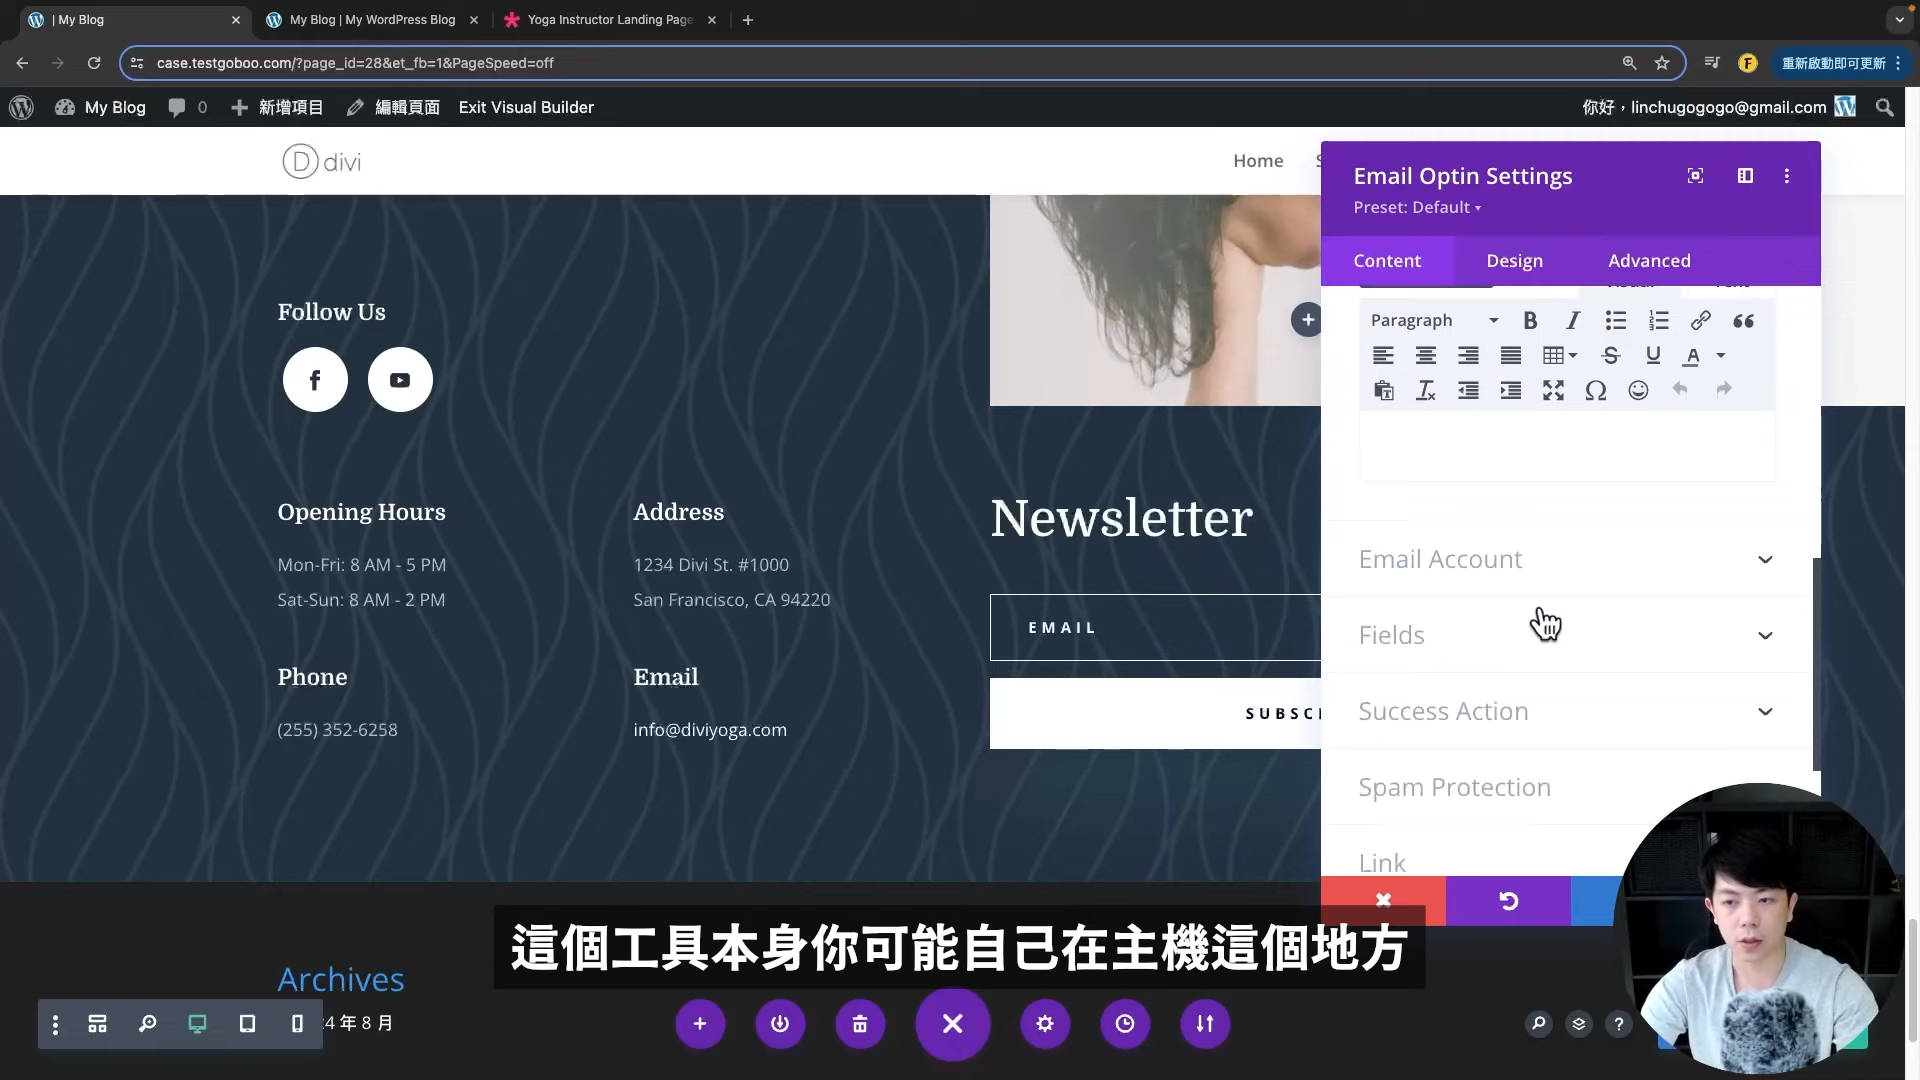 | My Blog
My Blog | My WordPress Blog
Yoga Instructor Landing Page
case.testgoboo.com/?page_id=28&et_fb=1&PageSpeed=off
重新啟動即可更新
My Blog
0
新增項目
編輯頁面
Exit Visual Builder
你好，linchugogogo@gmail.com
divi
Home
Email Optin Settings
Preset: Default
Content
Design
Advanced
Paragraph
Follow Us
Opening Hours
Mon-Fri: 8 AM - 5 PM
Sat-Sun: 8 AM - 2 PM
Address
1234 Divi St. #1000
San Francisco, CA 94220
Phone
(255) 352-6258
Email
info@diviyoga.com
Newsletter
EMAIL
SUBSC
Email Account
Fields
Success Action
Spam Protection
Link
這個工具本身你可能自己在主機這個地方
Archives
24 年 8 月